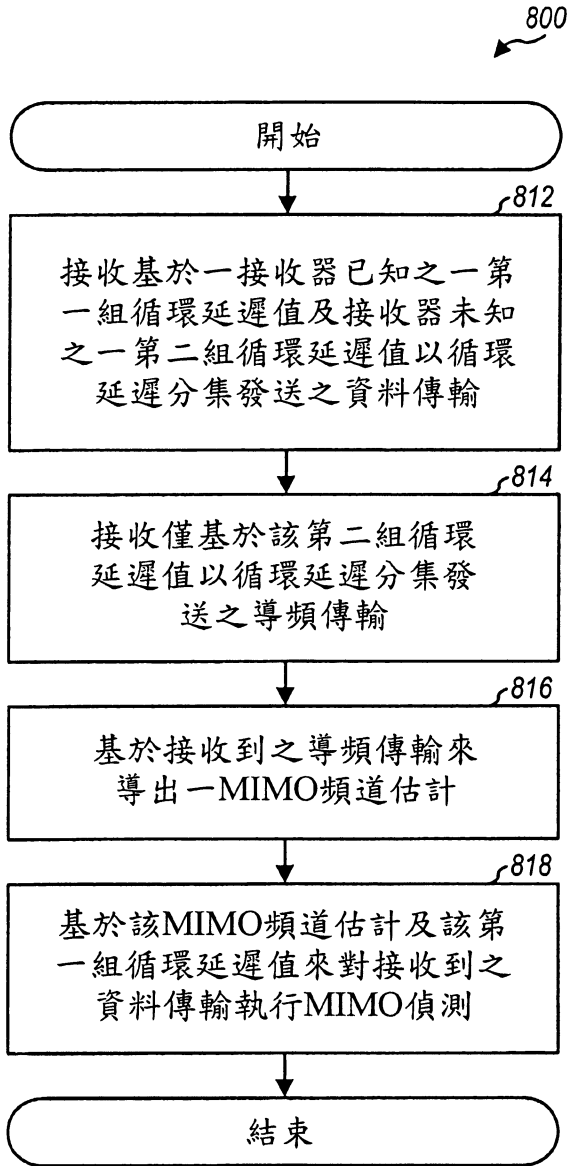 800
開始
812
接收基於一接收器已知之一第
一組循環延遲值及接收器未知
之一第二組循環延遲值以循環
延遲分集發送之資料傳輸
814
接收僅基於該第二組循環
延遲值以循環延遲分集發
送之導頻傳輸
816
基於接收到之導頻傳輸來
導出一MIMO頻道估計
818
基於該MIMO頻道估計及該第
一組循環延遲值來對接收到之
資料傳輸執行MIMO偵測
結束